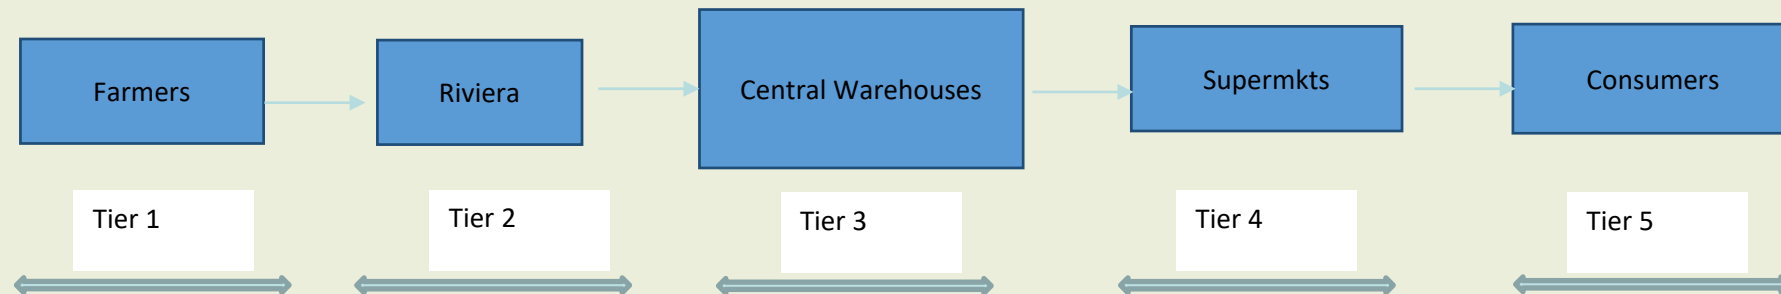 Farmers
Riviera
Central Warehouses
Supermkts
Consumers
Tier 1
Tier 2
Tier 3
Tier 4
Tier 5